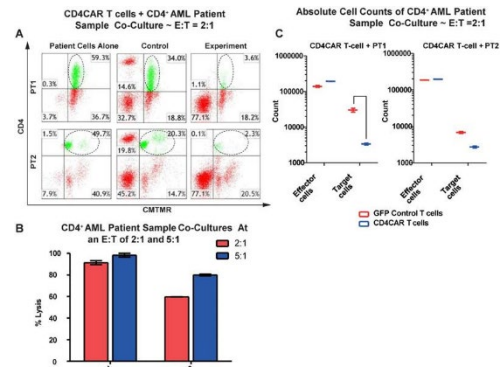 CD4CAR T cells + CD4⁺ AML Patient
Sample Co-Culture ~ E:T = 2:1
A
Patient Cells Alone
Control
Experiment
PT1
59.3%
0.3%
3.7%
36.7%
34.0%
14.6%
32.7%
18.8%
3.6%
1.1%
77.1%
18.2%
CD4
PT2
1.5%
49.7%
7.9%
40.9%
20.3%
19.8%
45.2%
14.7%
0.1%
2.3%
77.1%
20.5%
CMTMR
B
CD4⁺ AML Patient Sample Co-Cultures At
an E:T of 2:1 and 5:1
% Lysis
100
80
60
40
20
0
2:1
5:1
Absolute Cell Counts of CD4⁺ AML Patient
Sample Co-Culture ~ E:T = 2:1
C
CD4CAR T-cell + PT1
Count
1000000
100000
10000
1000
Effector
cells
Target
cells
CD4CAR T-cell + PT2
Count
1000000
100000
10000
1000
Effector
cells
Target
cells
GFP Control T cells
CD4CAR T cells